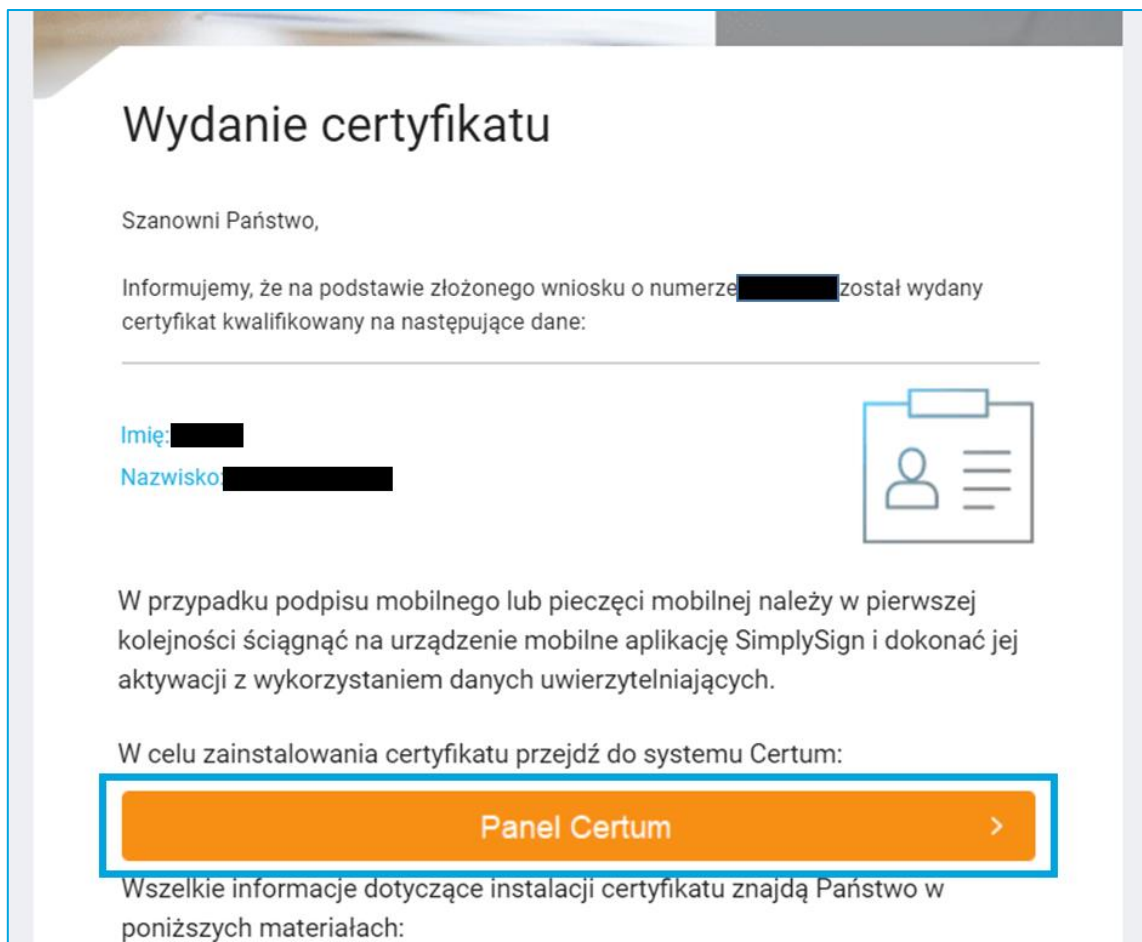 Wydanie certyfikatu
Szanowni Państwo,
Informujemy, że na podstawie złożonego wniosku o numerze został wydany
certyfikat kwalifikowany na następujące dane:
Imię:
Nazwisko:
W przypadku podpisu mobilnego lub pieczęci mobilnej należy w pierwszej
kolejności ściągnąć na urządzenie mobilne aplikację SimplySign i dokonać jej
aktywacji z wykorzystaniem danych uwierzytelniających.
W celu zainstalowania certyfikatu przejdź do systemu Certum:
Panel Certum
Wszelkie informacje dotyczące instalacji certyfikatu znajdą Państwo w
poniższych materiałach: